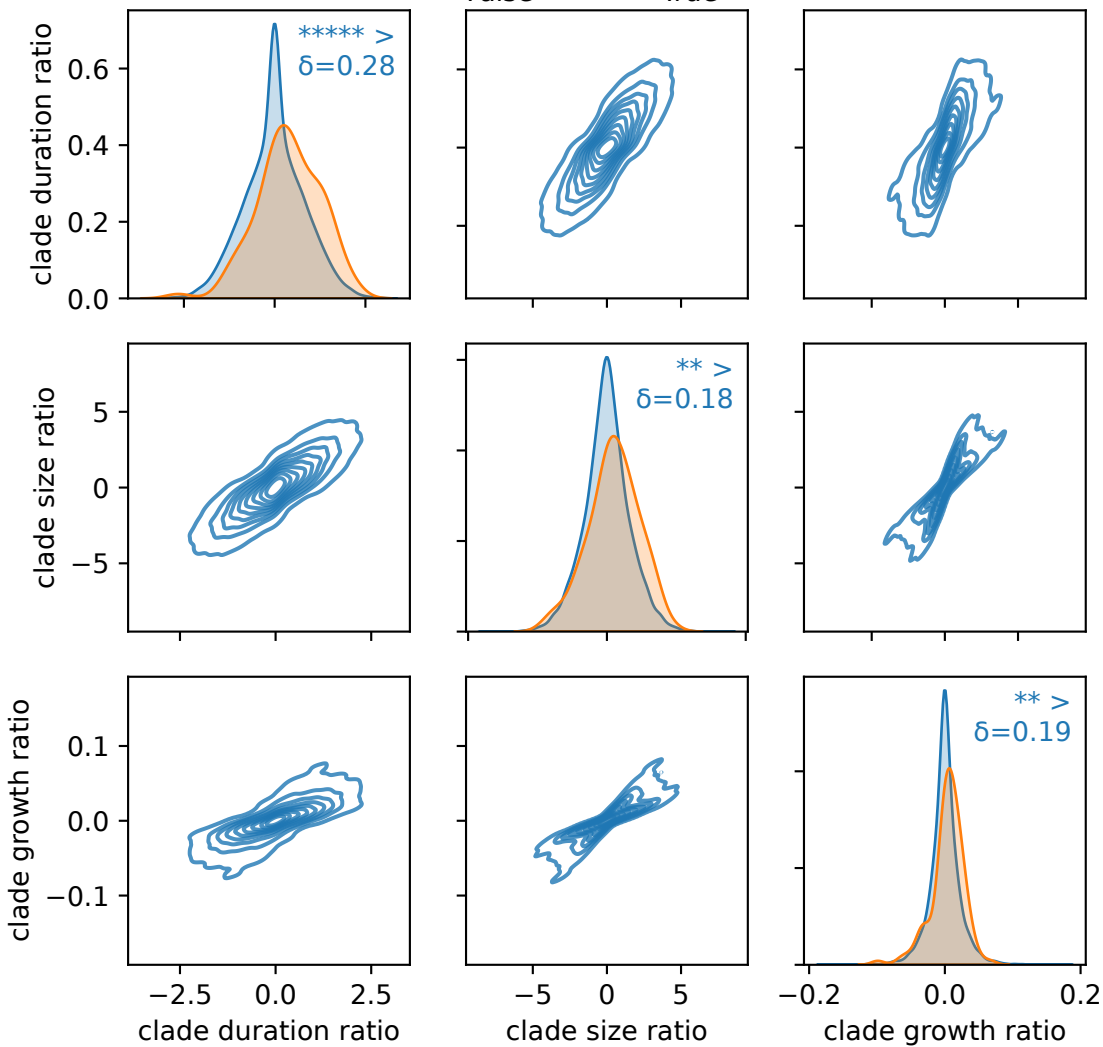 clade duration ratio
0.6
0.4
0.2
0.0
***** >
δ=0.28
clade size ratio
5
0
−5
** >
δ=0.18
clade growth ratio
0.1
0.0
−0.1
** >
δ=0.19
−2.5 0.0 2.5
−5 0 5
−0.2 0.0 0.2
clade duration ratio
clade size ratio
clade growth ratio